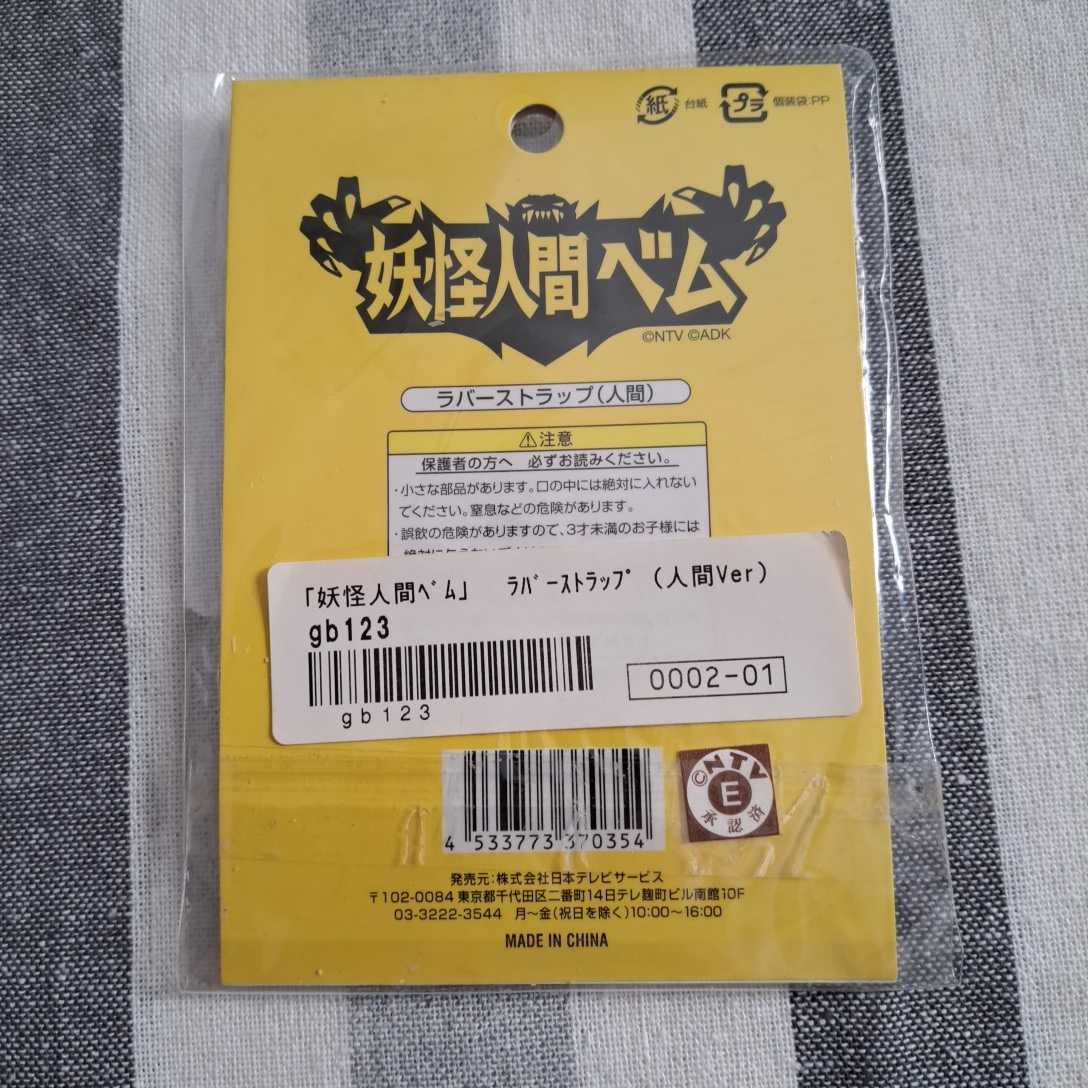 紙 台紙 プラ 個装袋:PP
妖怪人間ベム
©NTV ©ADK
ラバーストラップ(人間)
⚠注意
保護者の方へ 必ずお読みください。
・小さな部品があります。口の中には絶対に入れない
でください。窒息などの危険があります。
・誤飲の危険がありますので、3才未満のお子様には
「妖怪人間ﾍﾞﾑ」 ﾗﾊﾞｰｽﾄﾗｯﾌﾟ (人間Ver)
gb123
gb123
0002-01
4 533773 370354
©NTV
E
承認済
発売元:株式会社日本テレビサービス
〒102-0084 東京都千代田区二番町14日テレ麹町ビル南館10F
03-3222-3544 月～金(祝日を除く)10:00～16:00
MADE IN CHINA